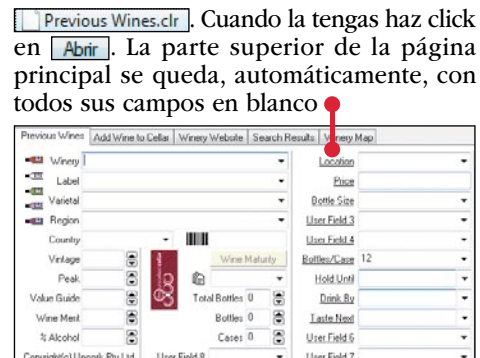 Previous Wines.clr . Cuando la tengas haz click
en Abrir . La parte superior de la página
principal se queda, automáticamente, con
todos sus campos en blanco
Previous Wines Add Wine to Cellar Winery Website Search Results Winery Map
Winery Location
Label Price
Varietal Bottle Size
Region User Field 3
Country User Field 4
Vintage Wine Maturity Bottles/Case 12
Peak Hold Until
Value Guide Total Bottles 0 Drink By
Wine Merit Bottles 0 Taste Next
% Alcohol Cases 0 User Field 6
Copyright(c) Uncork Pty Ltd User Field 8 User Field 7